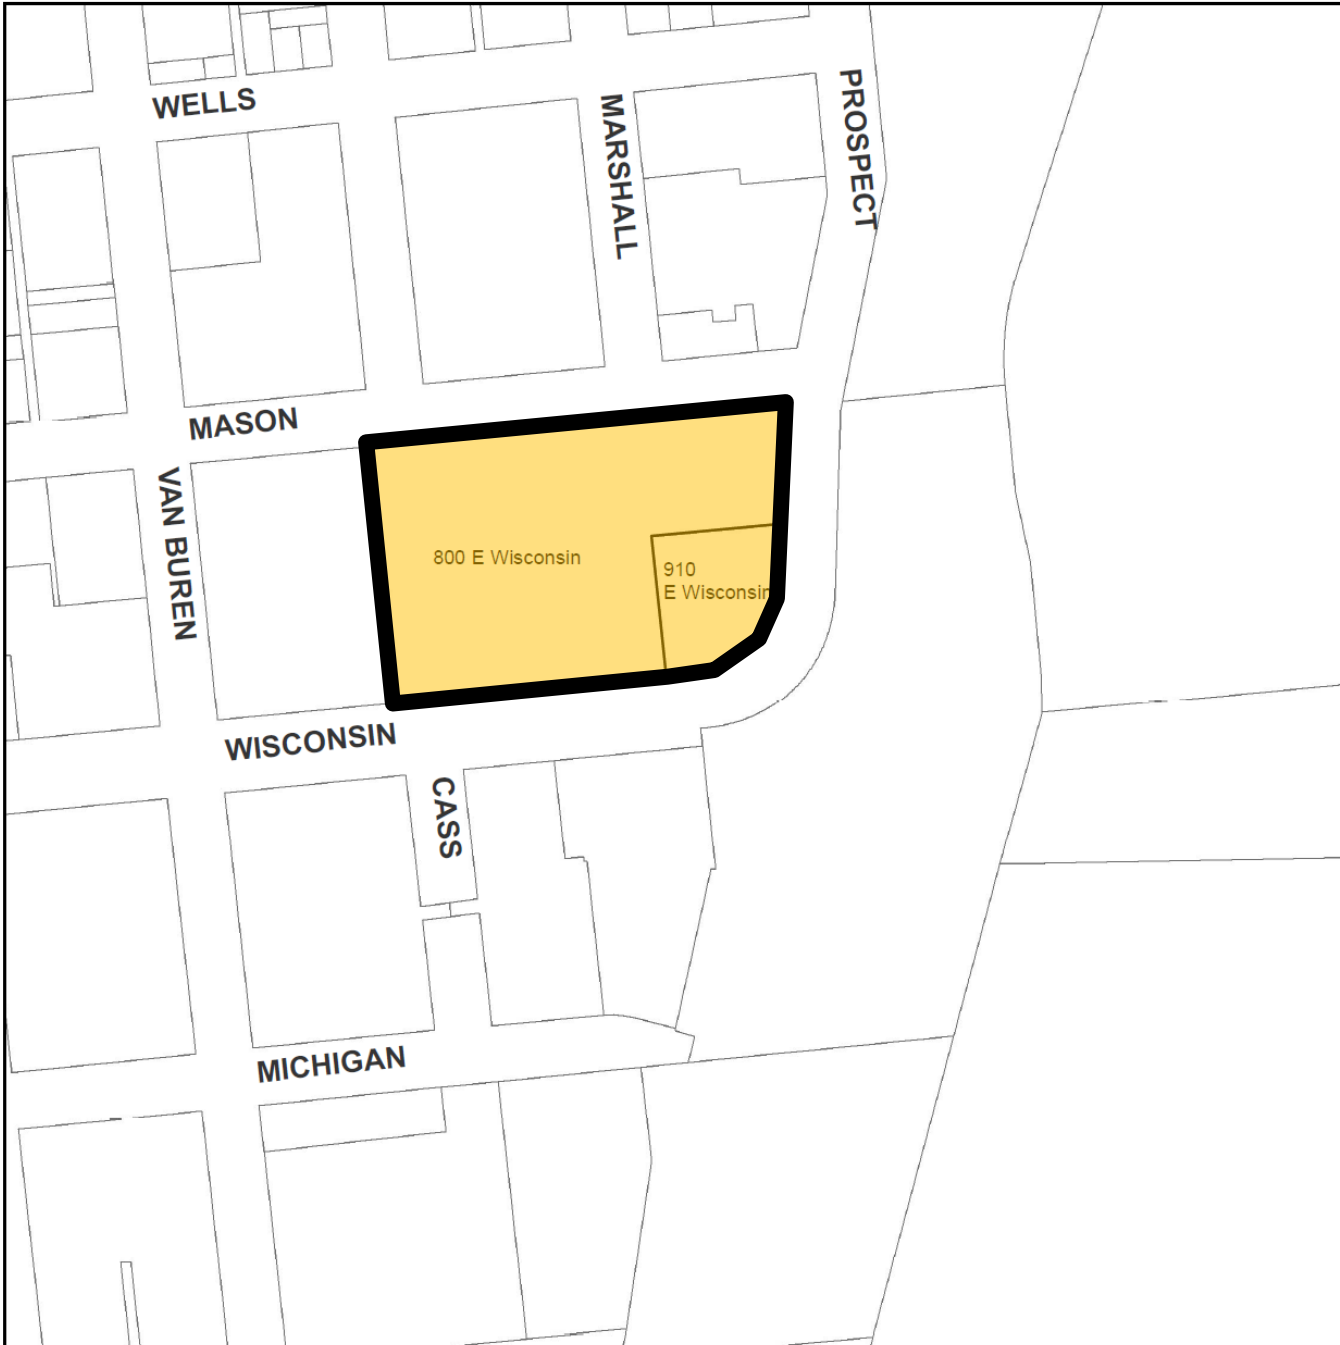 WELLS
MARSHALL
PROSPECT
MASON
VAN BUREN
800 E Wisconsin
910
E Wisconsin
WISCONSIN
CASS
MICHIGAN